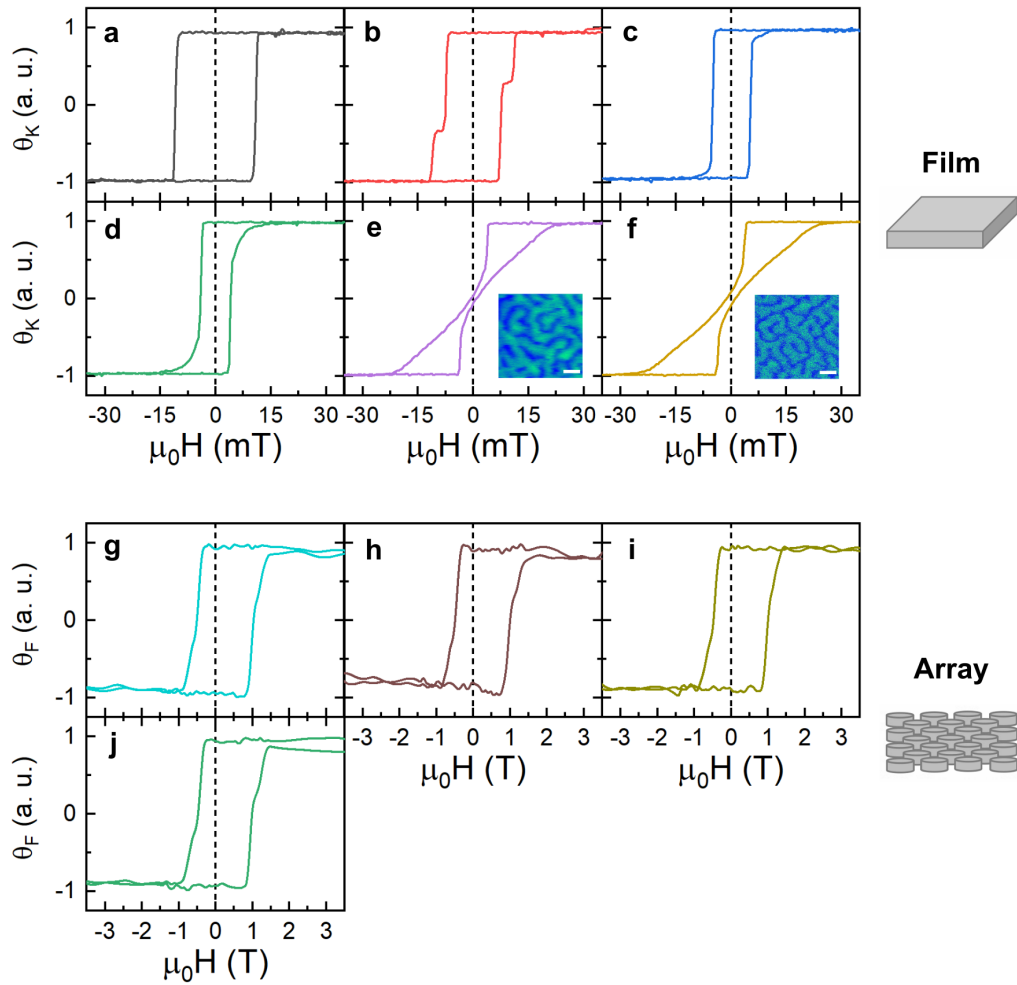 a b c
1
0
-1
θK (a. u.)
Film
d e f
1
0
-1
θK (a. u.)
-30 -15 0 15 30 -30 -15 0 15 30 -30 -15 0 15 30
μ0H (mT) μ0H (mT) μ0H (mT)
g h i
1
0
-1
θF (a. u.)
Array
-3 -2 -1 0 1 2 3 -3 -2 -1 0 1 2 3
μ0H (T) μ0H (T)
j
1
0
-1
θF (a. u.)
-3 -2 -1 0 1 2 3
μ0H (T)